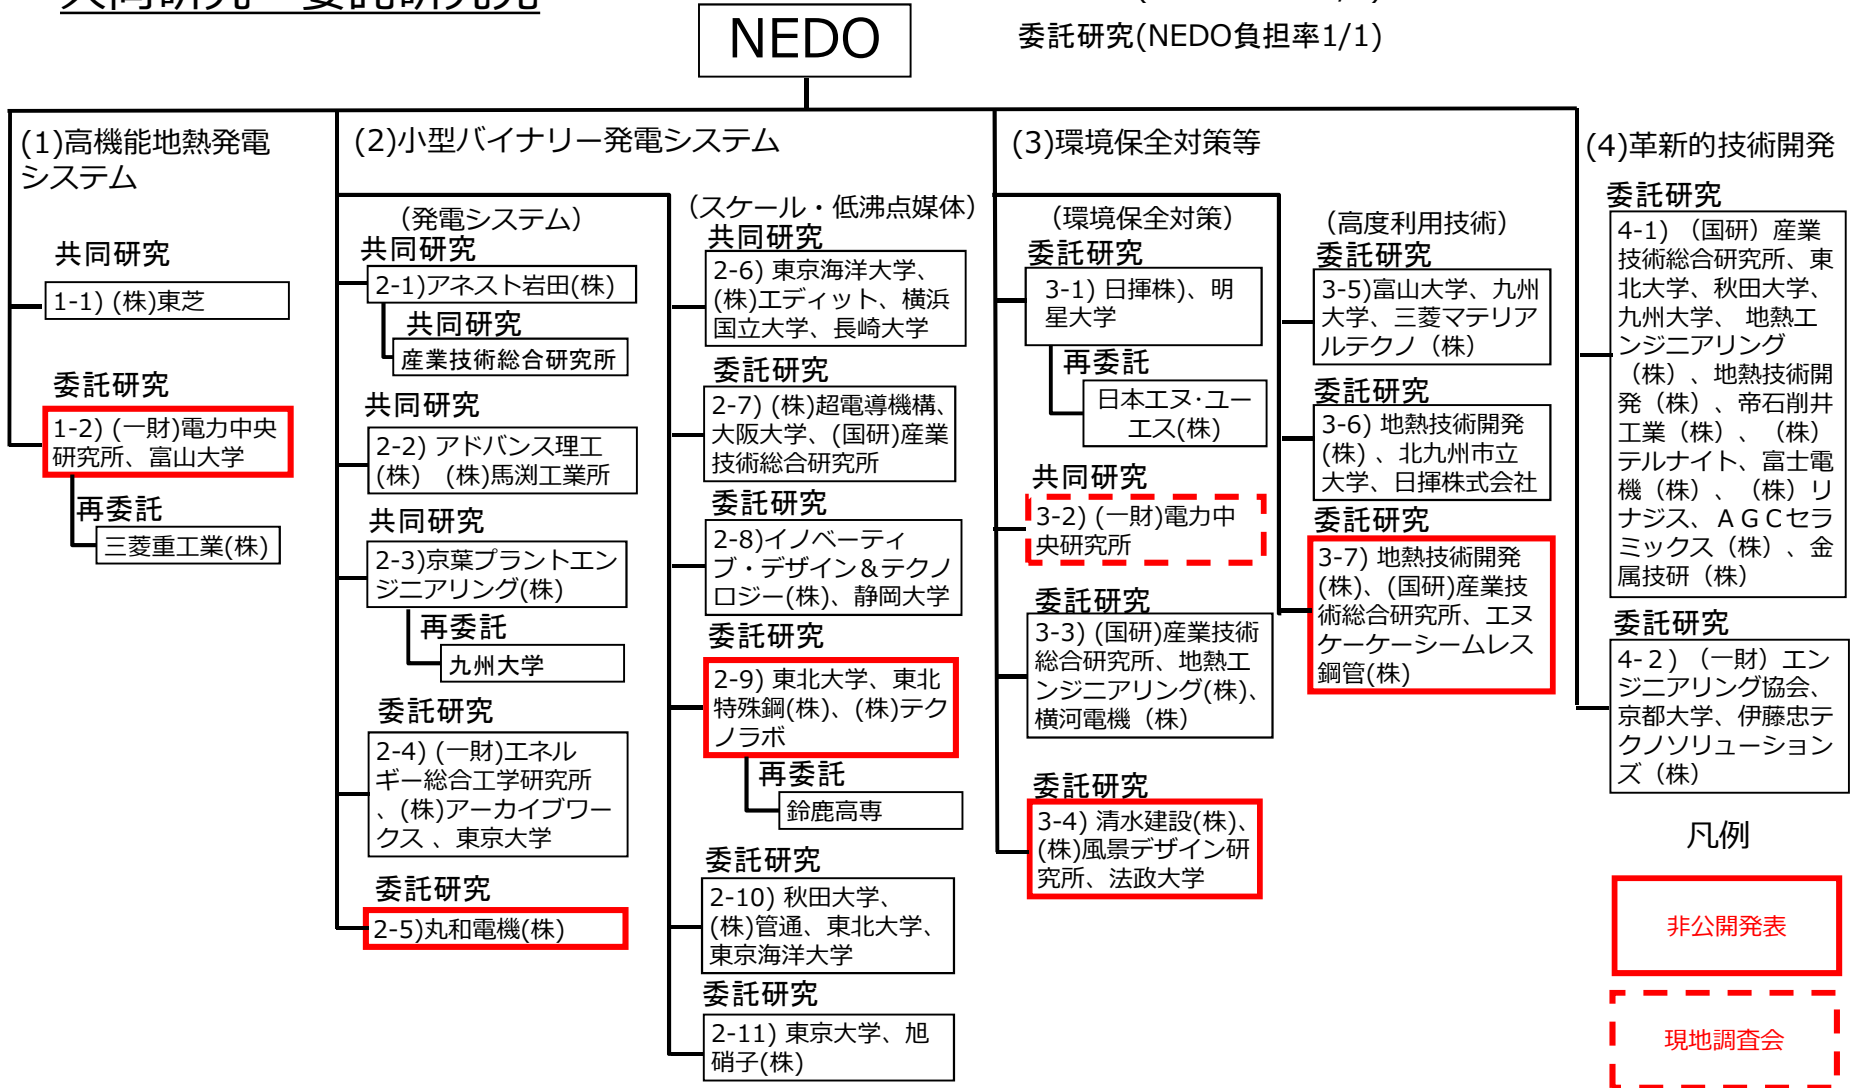 NEDO
委託研究(NEDO負担率1/1)
(1)高機能地熱発電
システム
共同研究
1-1) (株)東芝
委託研究
1-2) (一財)電力中央
研究所、富山大学
再委託
三菱重工業(株)
(2)小型バイナリー発電システム
（発電システム）
共同研究
2-1)アネスト岩田(株)
共同研究
産業技術総合研究所
共同研究
2-2) アドバンス理工
(株)　(株)馬渕工業所
共同研究
2-3)京葉プラントエン
ジニアリング(株)
再委託
九州大学
委託研究
2-4) (一財)エネル
ギー総合工学研究所
、(株)アーカイブワー
クス 、東京大学
委託研究
2-5)丸和電機(株)
（スケール・低沸点媒体）
共同研究
2-6) 東京海洋大学、
(株)エディット、横浜
国立大学、長崎大学
委託研究
2-7) (株)超電導機構、
大阪大学、(国研)産業
技術総合研究所
委託研究
2-8)イノベーティ
ブ・デザイン＆テクノ
ロジー(株)、静岡大学
委託研究
2-9) 東北大学、東北
特殊鋼(株)、(株)テク
ノラボ
再委託
鈴鹿高専
委託研究
2-10) 秋田大学、
(株)管通、東北大学、
東京海洋大学
委託研究
2-11) 東京大学、旭
硝子(株)
(3)環境保全対策等
（環境保全対策）
委託研究
3-1) 日揮株)、明
星大学
再委託
日本エヌ・ユー
エス(株)
共同研究
3-2) (一財)電力中
央研究所
委託研究
3-3) (国研)産業技術
総合研究所、地熱エ
ンジニアリング(株)、
横河電機（株）
委託研究
3-4) 清水建設(株)、
(株)風景デザイン研
究所、法政大学
（高度利用技術）
委託研究
3-5)富山大学、九州
大学、三菱マテリア
ルテクノ（株）
委託研究
3-6) 地熱技術開発
(株) 、北九州市立
大学、日揮株式会社
委託研究
3-7) 地熱技術開発
(株)、(国研)産業技
術総合研究所、エヌ
ケーケーシームレス
鋼管(株)
(4)革新的技術開発
委託研究
4-1) （国研）産業
技術総合研究所、東
北大学、秋田大学、
九州大学、 地熱エ
ンジニアリング
（株）、地熱技術開
発（株）、帝石削井
工業（株）、（株）
テルナイト、富士電
機（株）、（株）リ
ナジス、ＡＧＣセラ
ミックス（株）、金
属技研（株）
委託研究
4-２) （一財）エン
ジニアリング協会、
京都大学、伊藤忠テ
クノソリューション
ズ（株）
凡例
非公開発表
現地調査会